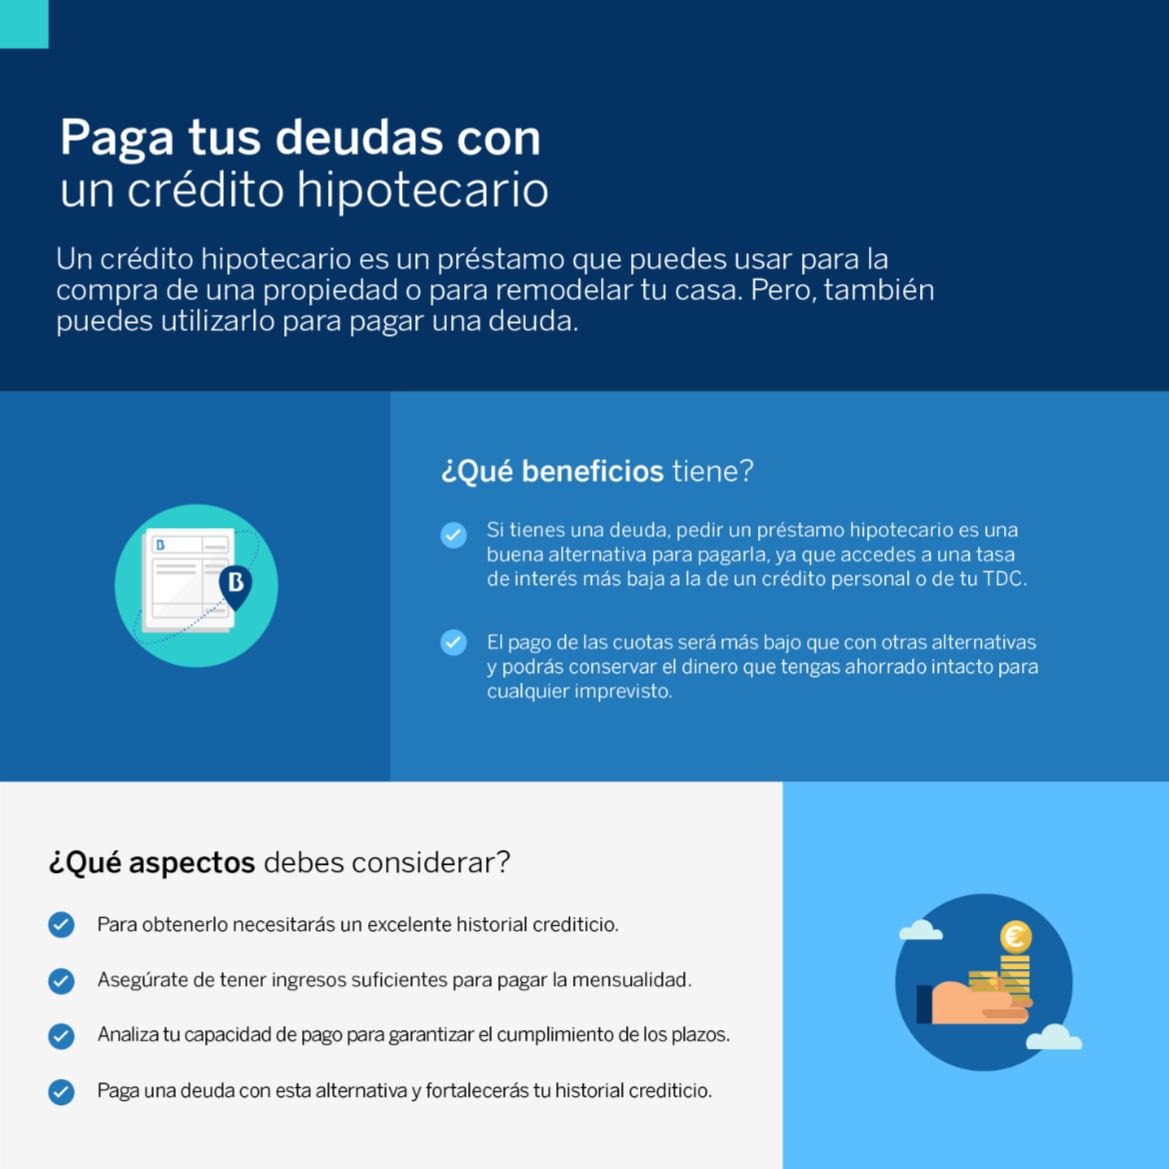 Paga tus deudas con
un crédito hipotecario
Un crédito hipotecario es un préstamo que puedes usar para la
compra de una propiedad o para remodelar tu casa. Pero, también
puedes utilizarlo para pagar una deuda.
¿Qué beneficios tiene?
Si tienes una deuda, pedir un préstamo hipotecario es una
buena alternativa para pagarla, ya que accedes a una tasa
de interés más baja a la de un crédito personal o de tu TDC.
El pago de las cuotas será más bajo que con otras alternativas
y podrás conservar el dinero que tengas ahorrado intacto para
cualquier imprevisto.
B
B
¿Qué aspectos debes considerar?
Para obtenerlo necesitarás un excelente historial crediticio.
Asegúrate de tener ingresos suficientes para pagar la mensualidad.
Analiza tu capacidad de pago para garantizar el cumplimiento de los plazos.
Paga una deuda con esta alternativa y fortalecerás tu historial crediticio.
€